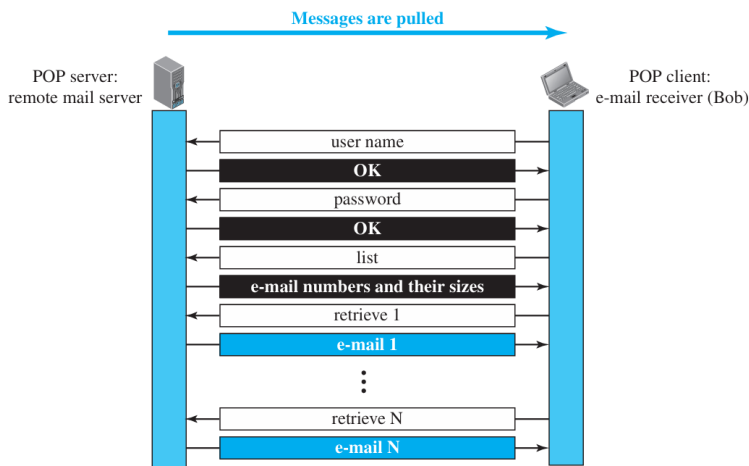 Messages are pulled
POP server:
remote mail server
POP client:
e-mail receiver (Bob)
user name
OK
password
OK
list
e-mail numbers and their sizes
retrieve 1
e-mail 1
retrieve N
e-mail N